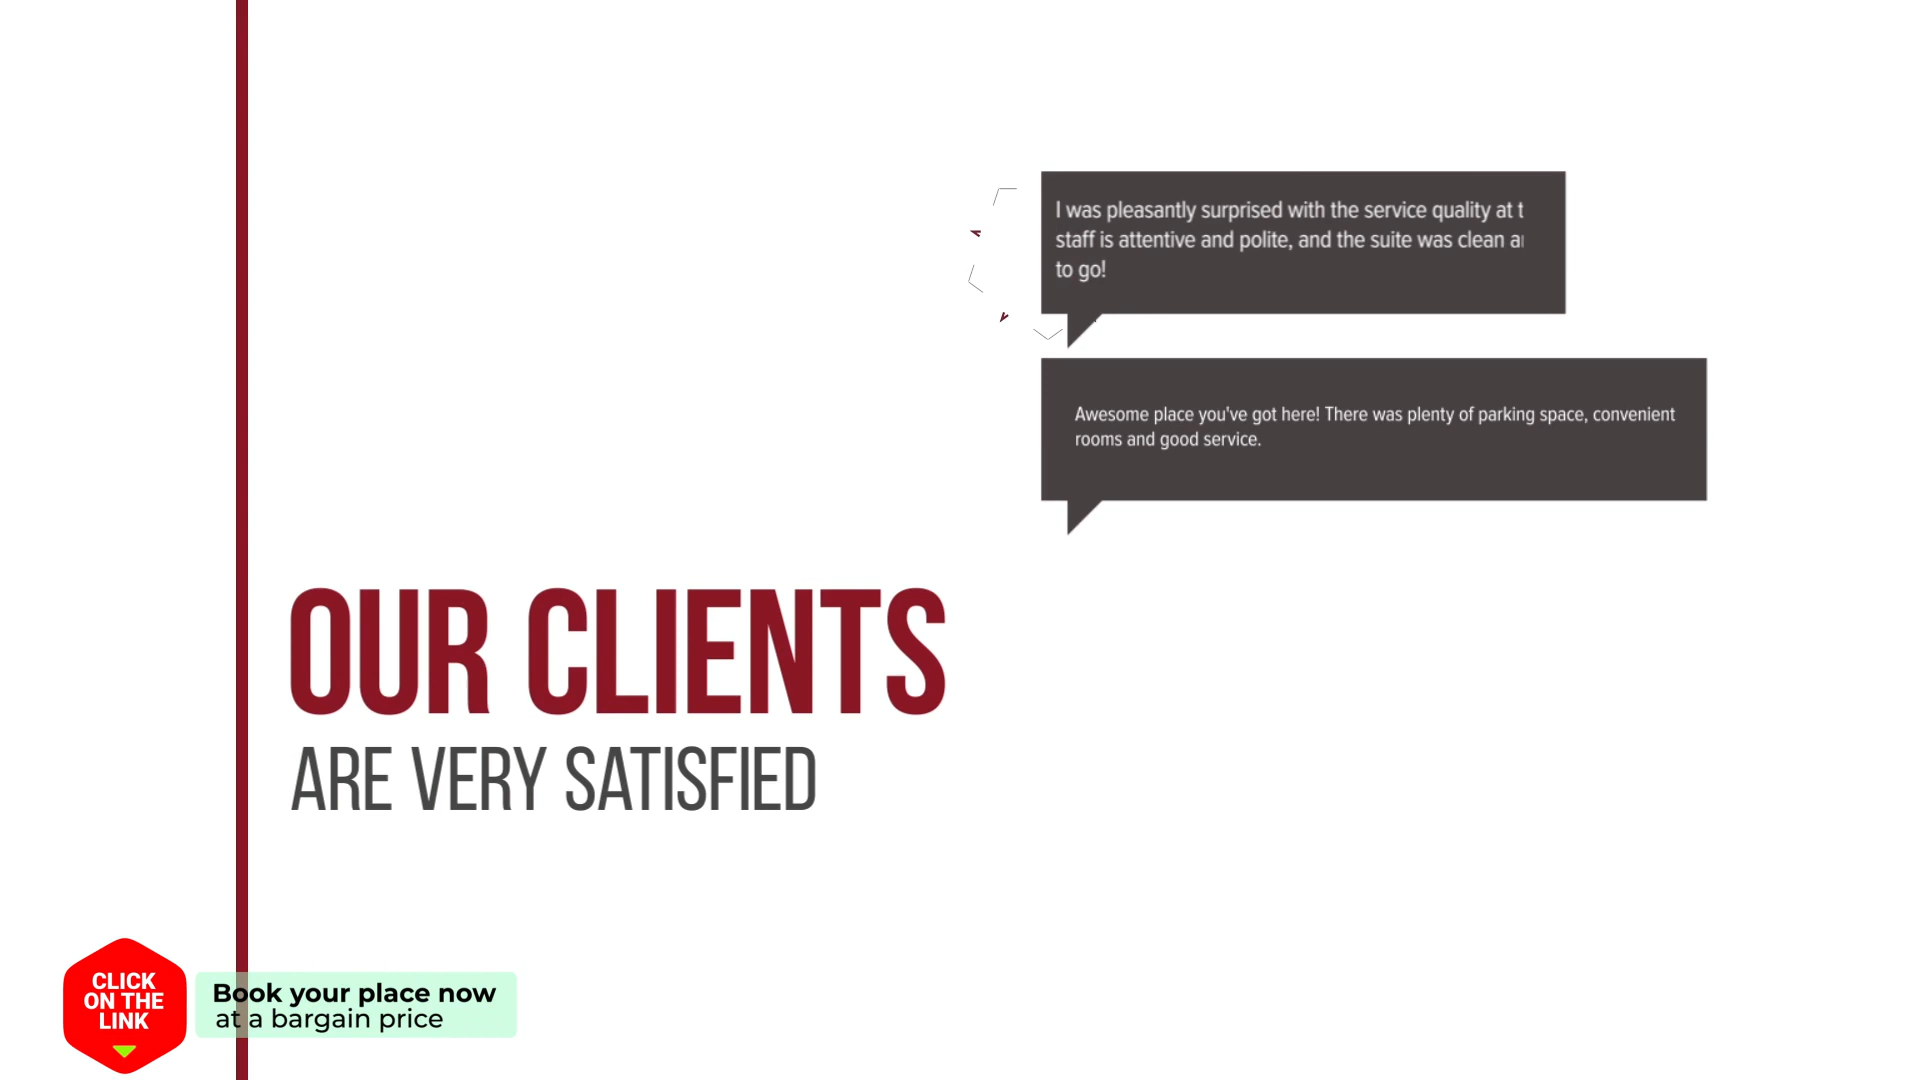 I was pleasantly surprised with the service quality at t
staff is attentive and polite, and the suite was clean
to go!
Awesome place you've got here! There was plenty of parking space, convenient
rooms and good service.
OUR CLIENTS
ARE VERY SATISFIED
CLICK
ON THE
LINK
Book your place now
at a bargain price